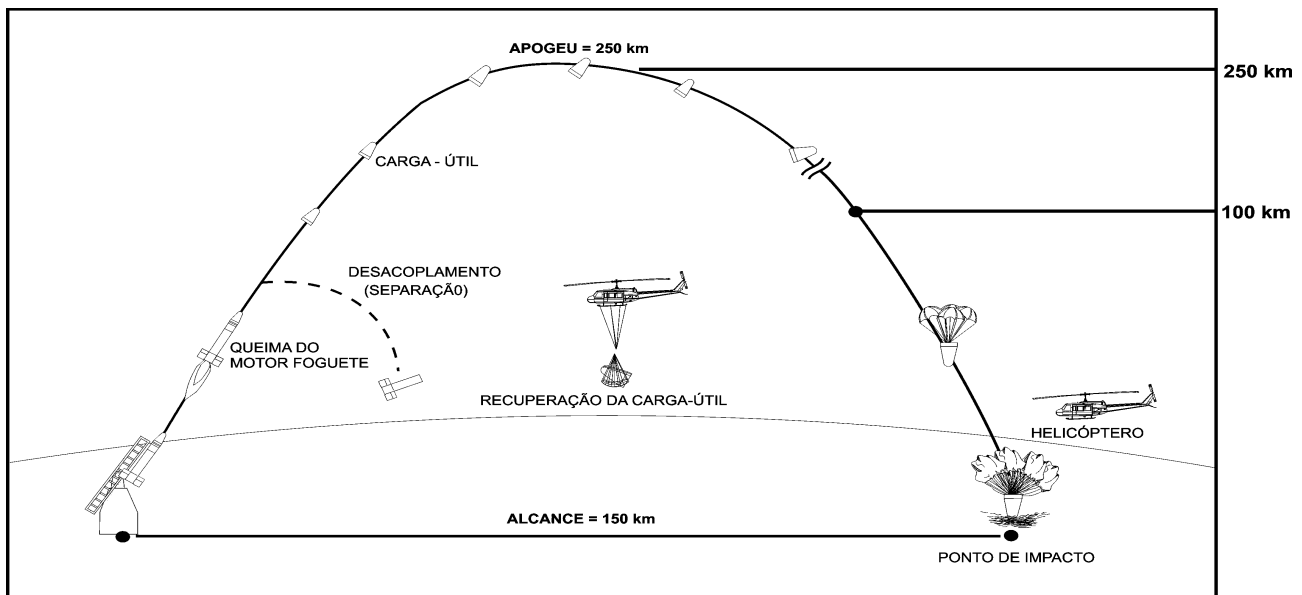 APOGEU = 250 km
250 km
CARGA - ÚTIL
100 km
DESACOPLAMENTO
(SEPARAÇÃ0)
QUEIMA DO
MOTOR FOGUETE
RECUPERAÇÃO DA CARGA-ÚTIL
HELICÓPTERO
ALCANCE = 150 km
PONTO DE IMPACTO